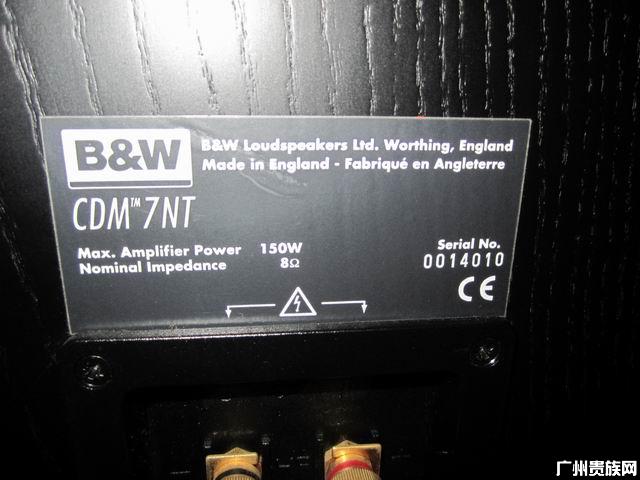 B&W
B&W Loudspeakers Ltd. Worthing, England
Made in England - Fabriqué en Angleterre
CDM™7NT
Max. Amplifier Power 150W
Nominal Impedance 8Ω
Serial No.
0014010
CE
广州贵族网